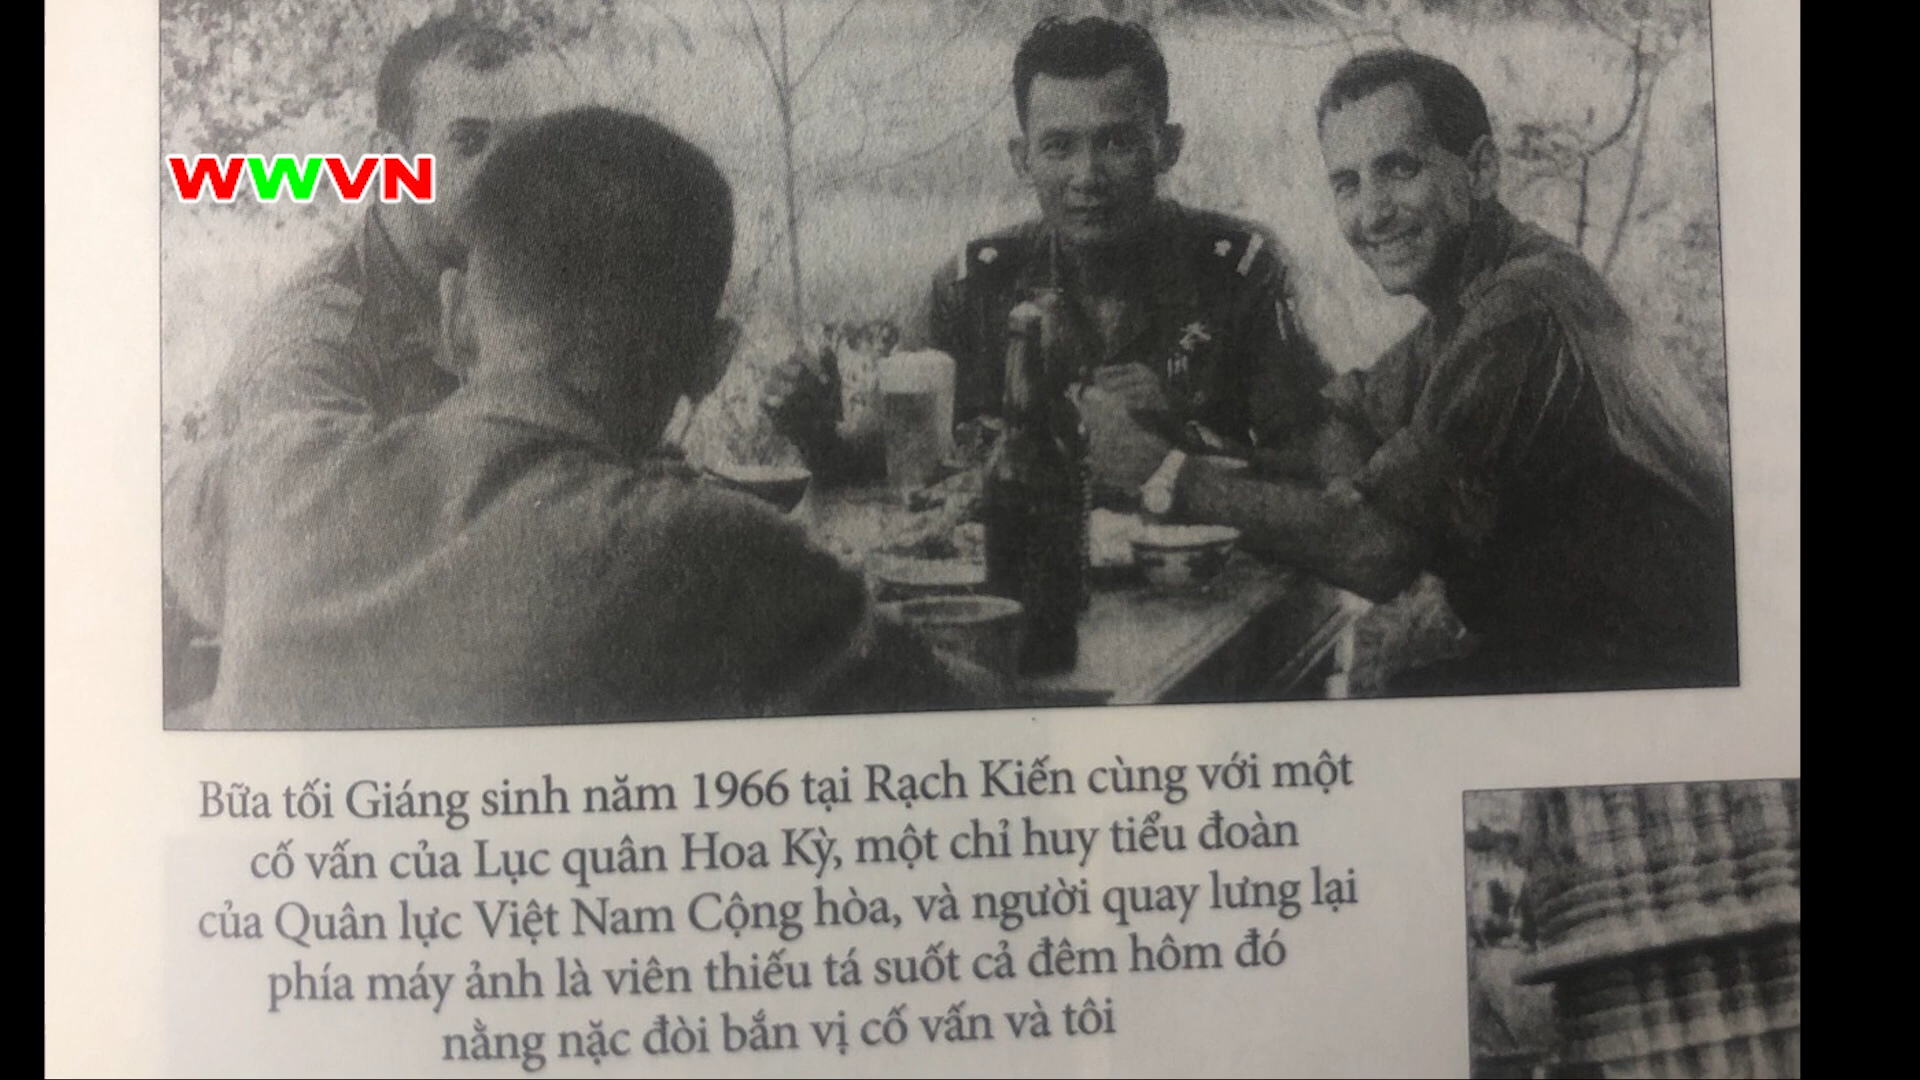 WWVN
Bữa tối Giáng sinh năm 1966 tại Rạch Kiến cùng với một
cố vấn của Lục quân Hoa Kỳ, một chỉ huy tiểu đoàn
của Quân lực Việt Nam Cộng hòa, và người quay lưng lại
phía máy ảnh là viên thiếu tá suốt cả đêm hôm đó
nằng nặc đòi bắn vị cố vấn và tôi